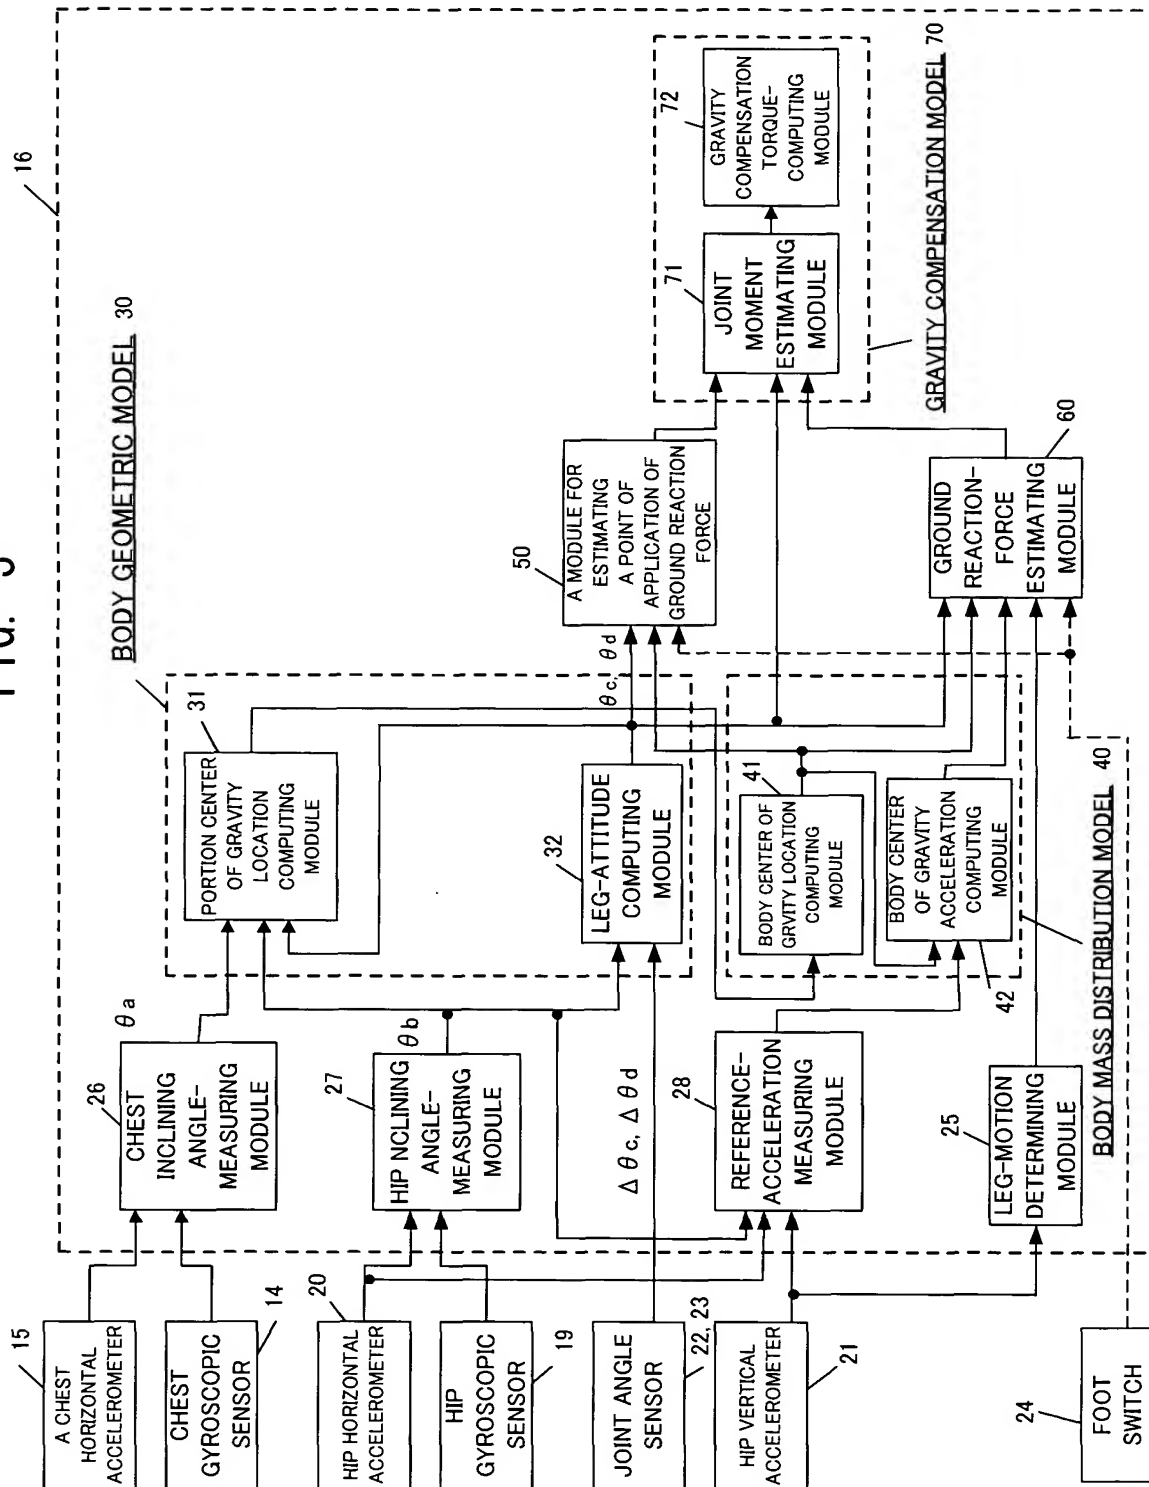 16
BODY GEOMETRIC MODEL 30
GRAVITY COMPENSATION MODEL 70
BODY MASS DISTRIBUTION MODEL 40
15
A CHEST
HORIZONTAL
ACCELEROMETER
14
CHEST
GYROSCOPIC
SENSOR
20
HIP HORIZONTAL
ACCELEROMETER
19
HIP
GYROSCOPIC
SENSOR
22, 23
JOINT ANGLE
SENSOR
21
HIP VERTICAL
ACCELEROMETER
24
FOOT
SWITCH
26
CHEST
INCLINING
ANGLE-
MEASURING
MODULE
θa
27
HIP NCLINING
ANGLE-
MEASURING
MODULE
θb
Δθc, Δθd
28
REFERENCE-
ACCELERATION
MEASURING
MODULE
25
LEG-MOTION
DETERMINING
MODULE
31
PORTION CENTER
OF GRAVITY
LOCATION
COMPUTING
MODULE
32
LEG-ATTITUDE
COMPUTING
MODULE
θc, θd
41
BODY CENTER OF
GRVITY LOCATION
COMPUTING
MODULE
42
BODY CENTER
OF GRAVITY
ACCELERATION
COMPUTING
MODULE
50
A MODULE FOR
ESTIMATING
A POINT OF
APPLICATION OF
GROUND REACTION
FORCE
60
GROUND
REACTION-
FORCE
ESTIMATING
MODULE
71
JOINT
MOMENT
ESTIMATING
MODULE
72
GRAVITY
COMPENSATION
TORQUE-
COMPUTING
MODULE